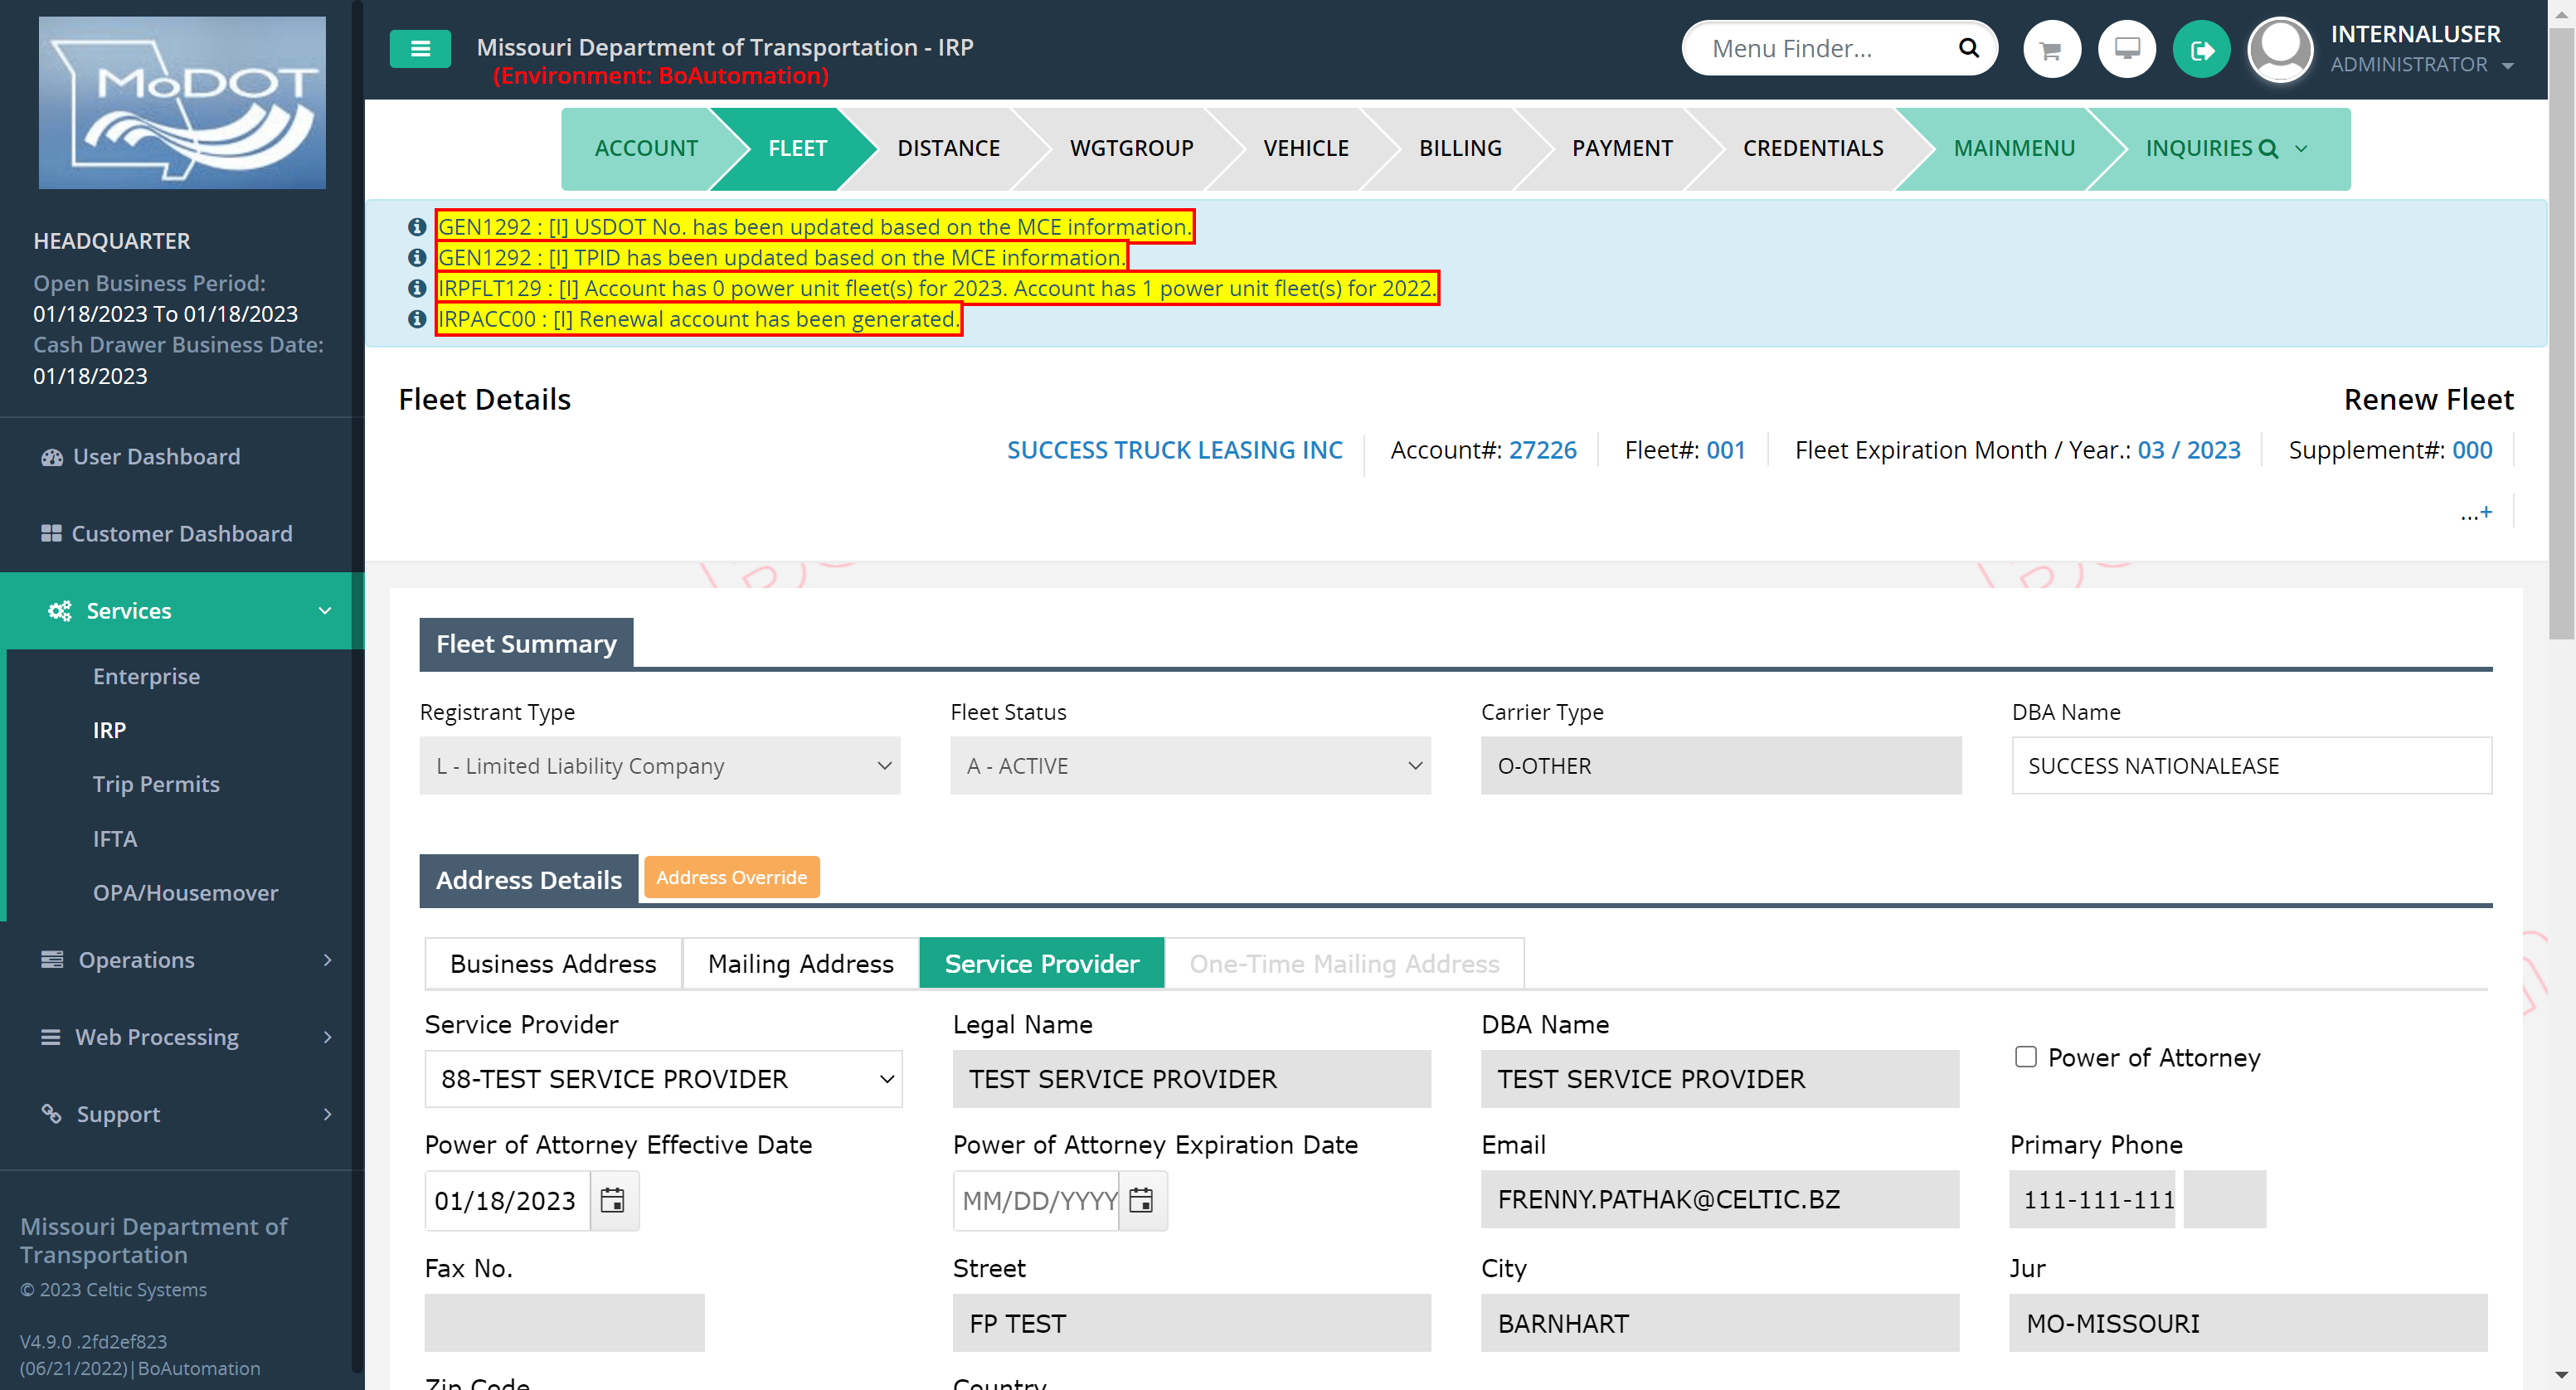 MoDOT
Missouri Department of Transportation - IRP
(Environment: BoAutomation)
Menu Finder...
INTERNALUSER
ADMINISTRATOR
HEADQUARTER
Open Business Period:
01/18/2023 To 01/18/2023
Cash Drawer Business Date:
01/18/2023
User Dashboard
Customer Dashboard
Services
Enterprise
IRP
Trip Permits
IFTA
OPA/Housemover
Operations
Web Processing
Support
Missouri Department of
Transportation
© 2023 Celtic Systems
V4.9.0 .2fd2ef823
(06/21/2022)|BoAutomation
ACCOUNT FLEET DISTANCE WGTGROUP VEHICLE BILLING PAYMENT CREDENTIALS MAINMENU INQUIRIES
GEN1292 : [I] USDOT No. has been updated based on the MCE information.
GEN1292 : [I] TPID has been updated based on the MCE information.
IRPFLT129 : [I] Account has 0 power unit fleet(s) for 2023. Account has 1 power unit fleet(s) for 2022.
IRPACC00 : [I] Renewal account has been generated.
Fleet Details Renew Fleet
SUCCESS TRUCK LEASING INC Account#: 27226 Fleet#: 001 Fleet Expiration Month / Year.: 03 / 2023 Supplement#: 000
...+
Fleet Summary
Registrant Type Fleet Status Carrier Type DBA Name
L - Limited Liability Company A - ACTIVE O-OTHER SUCCESS NATIONALEASE
Address Details Address Override
Business Address Mailing Address Service Provider One-Time Mailing Address
Service Provider Legal Name DBA Name
88-TEST SERVICE PROVIDER TEST SERVICE PROVIDER TEST SERVICE PROVIDER Power of Attorney
Power of Attorney Effective Date Power of Attorney Expiration Date Email Primary Phone
01/18/2023 MM/DD/YYYY FRENNY.PATHAK@CELTIC.BZ 111-111-111
Fax No. Street City Jur
FP TEST BARNHART MO-MISSOURI
Zip Code Country